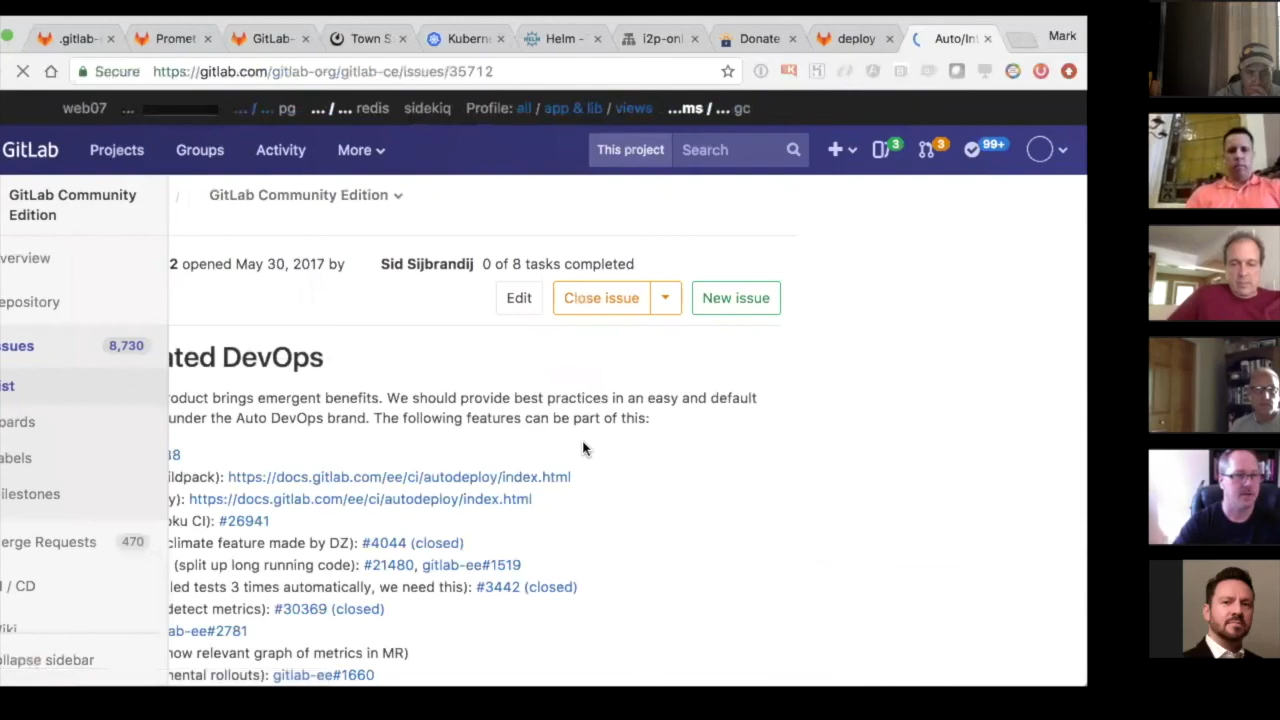 .gitlab- Promet GitLab- Town S Kuberne Helm - i2p-onl Donate deploy Auto/Int Mark
Secure https://gitlab.com/gitlab-org/gitlab-ce/issues/35712
web07 ... ... / ... pg ... / ... redis sidekiq Profile: all / app & lib / views ...ms / ... gc
GitLab Projects Groups Activity More This project Search 3 3 99+
GitLab Community Edition
/ GitLab Community Edition
verview
2 opened May 30, 2017 by Sid Sijbrandij 0 of 8 tasks completed
epository
Edit Close issue New issue
ssues 8,730
ated DevOps
ist
roduct brings emergent benefits. We should provide best practices in an easy and default
oards under the Auto DevOps brand. The following features can be part of this:
abels 38
ildpack): https://docs.gitlab.com/ee/ci/autodeploy/index.html
ilestones y): https://docs.gitlab.com/ee/ci/autodeploy/index.html
oku CI): #26941
erge Requests 470 climate feature made by DZ): #4044 (closed)
(split up long running code): #21480, gitlab-ee#1519
I / CD led tests 3 times automatically, we need this): #3442 (closed)
detect metrics): #30369 (closed)
iki ab-ee#2781
ollapse sidebar now relevant graph of metrics in MR)
nental rollouts): gitlab-ee#1660